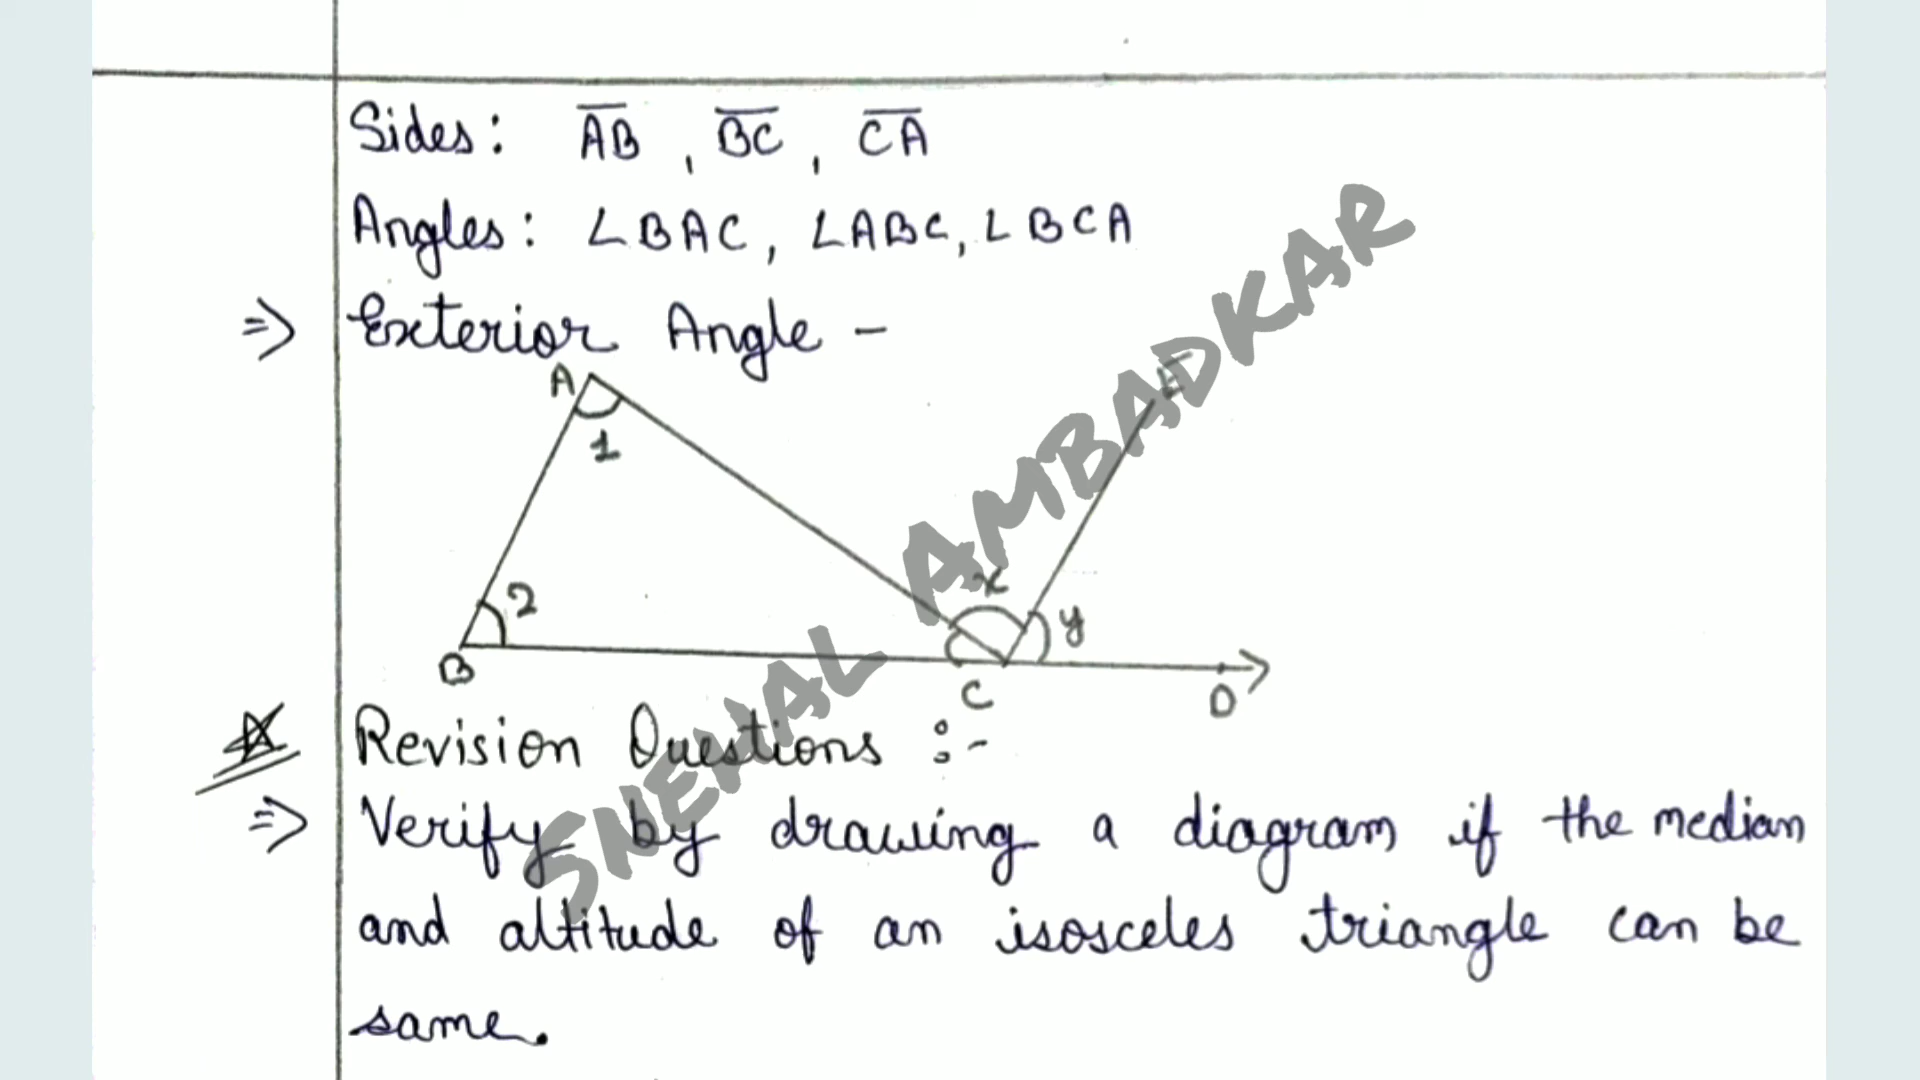 Sides: AB, BC, CA
Angles: ∠BAC, ∠ABC, ∠BCA
⇒ Exterior Angle -
A
E
1
x
2
y
B
C
D
Revision Questions :-
⇒ Verify by drawing a diagram if the median
and altitude of an isosceles triangle can be
same.
SNEHAL AMBADKAR